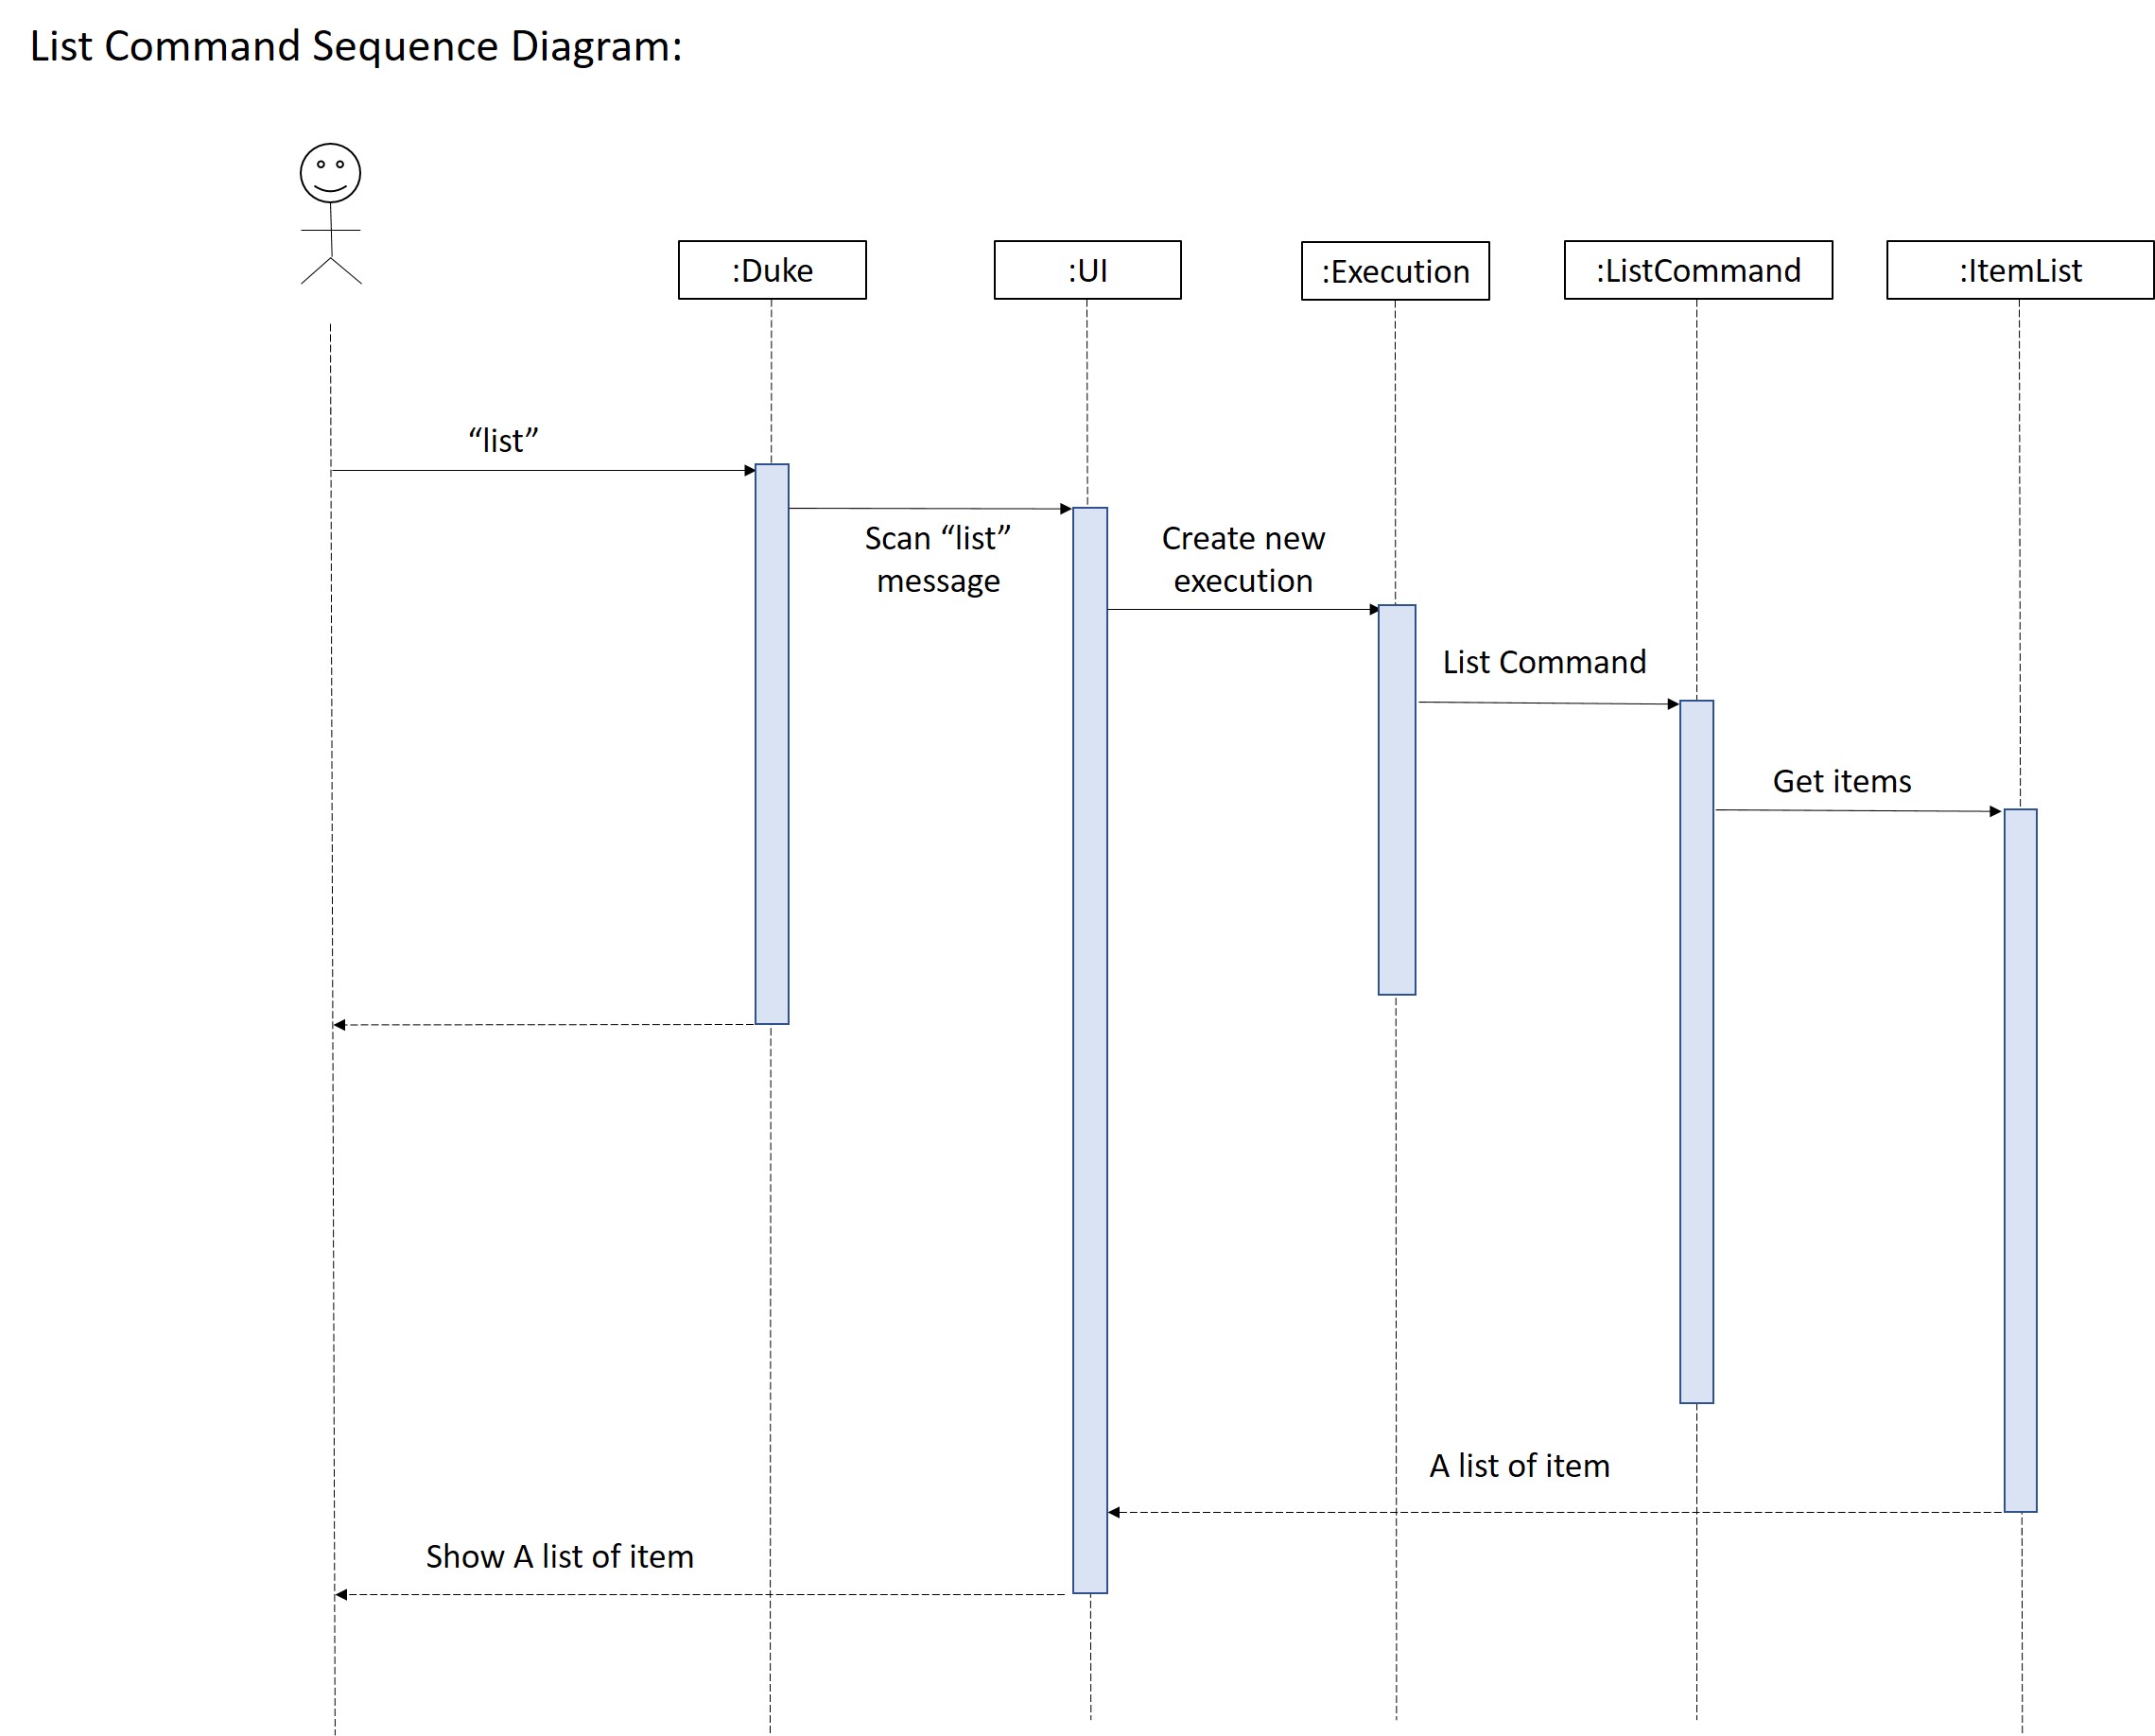 List Command Sequence Diagram:
:Duke
:UI
:Execution
:ListCommand
:ItemList
“list”
Scan “list”
message
Create new
execution
List Command
Get items
A list of item
Show A list of item